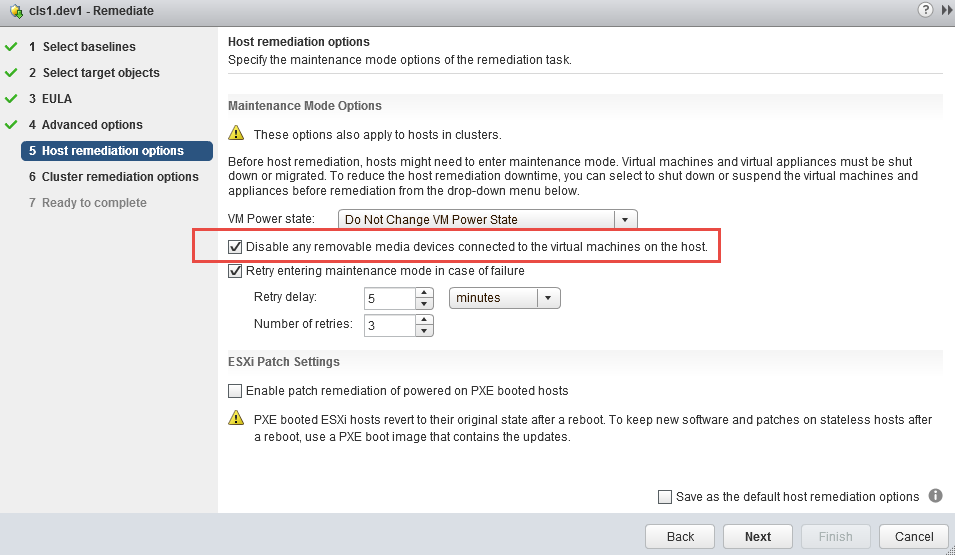 cls1.dev1 - Remediate
1 Select baselines
2 Select target objects
3 EULA
4 Advanced options
5 Host remediation options
6 Cluster remediation options
7 Ready to complete
Host remediation options
Specify the maintenance mode options of the remediation task.
Maintenance Mode Options
These options also apply to hosts in clusters.
Before host remediation, hosts might need to enter maintenance mode. Virtual machines and virtual appliances must be shut
down or migrated. To reduce the host remediation downtime, you can select to shut down or suspend the virtual machines and
appliances before remediation from the drop-down menu below.
VM Power state: Do Not Change VM Power State
Disable any removable media devices connected to the virtual machines on the host.
Retry entering maintenance mode in case of failure
Retry delay: 5 minutes
Number of retries: 3
ESXi Patch Settings
Enable patch remediation of powered on PXE booted hosts
PXE booted ESXi hosts revert to their original state after a reboot. To keep new software and patches on stateless hosts after
a reboot, use a PXE boot image that contains the updates.
Save as the default host remediation options
Back Next Finish Cancel